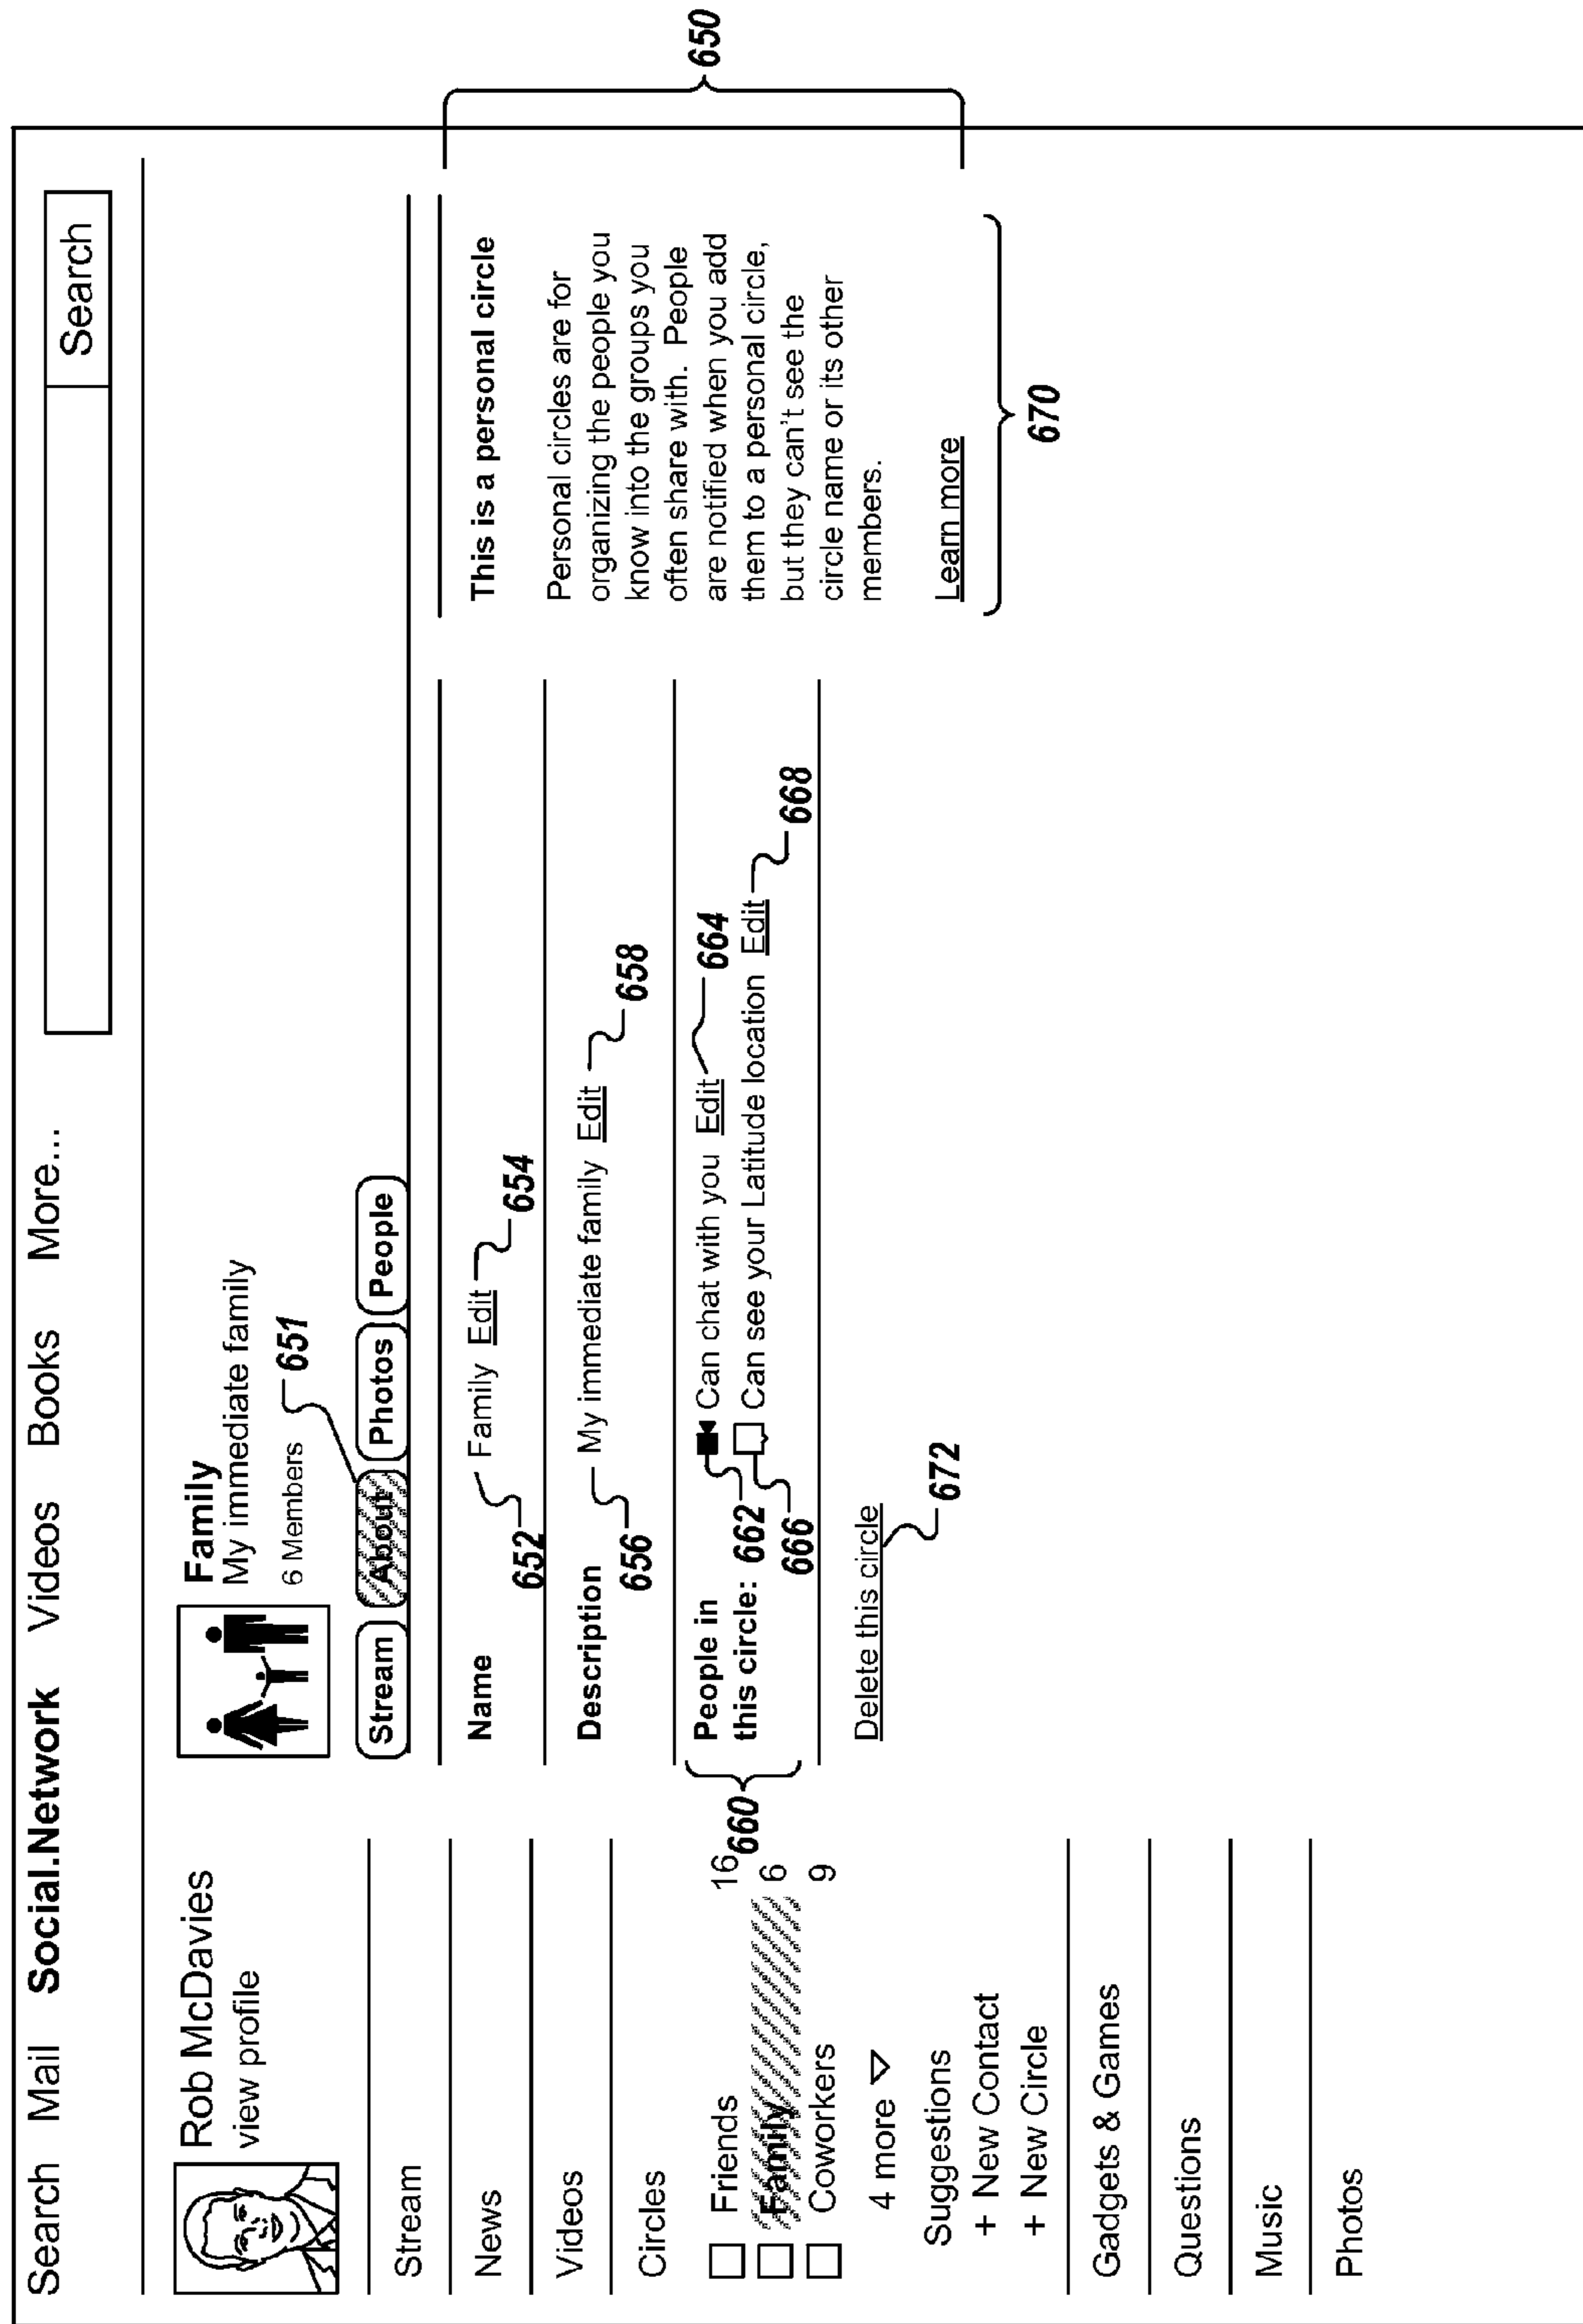 Search Mail Social.Network Videos Books More...
Search
Rob McDavies
view profile
Stream
News
Videos
Circles
Friends 16
Family 6
Coworkers 9
4 more
Suggestions
+ New Contact
+ New Circle
Gadgets & Games
Questions
Music
Photos
Family
My immediate family
6 Members
651
Stream About Photos People
Name Family Edit
652
654
Description My immediate family Edit
656
658
660
People in
this circle:
662
Can chat with you Edit
664
666
Can see your Latitude location Edit
668
Delete this circle
672
This is a personal circle
Personal circles are for
organizing the people you
know into the groups you
often share with. People
are notified when you add
them to a personal circle,
but they can't see the
circle name or its other
members.
Learn more
670
650